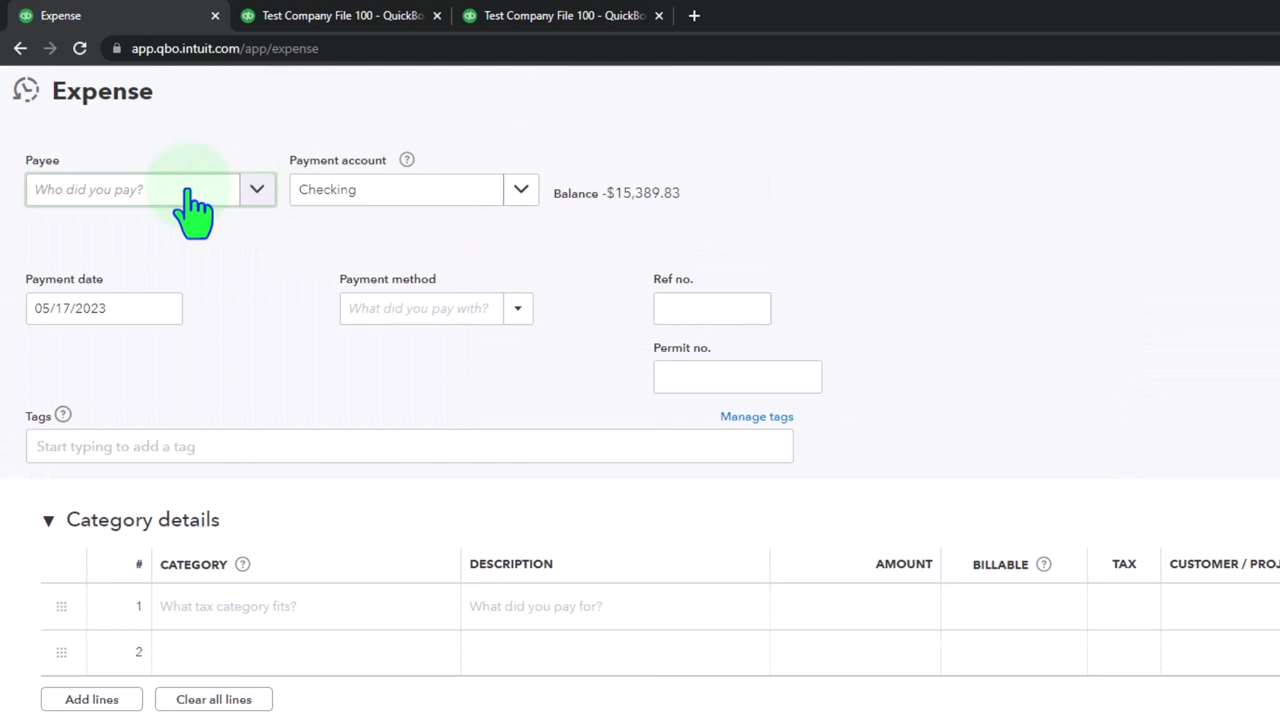 Expense
Test Company File 100 - QuickBo
Test Company File 100 - QuickBo
app.qbo.intuit.com/app/expense
Expense
Payee
Payment account
Who did you pay?
Checking
Balance -$15,389.83
Payment date
Payment method
Ref no.
05/17/2023
What did you pay with?
Permit no.
Tags
Manage tags
Start typing to add a tag
Category details
# CATEGORY DESCRIPTION AMOUNT BILLABLE TAX CUSTOMER / PROJ
1 What tax category fits? What did you pay for?
2
Add lines Clear all lines